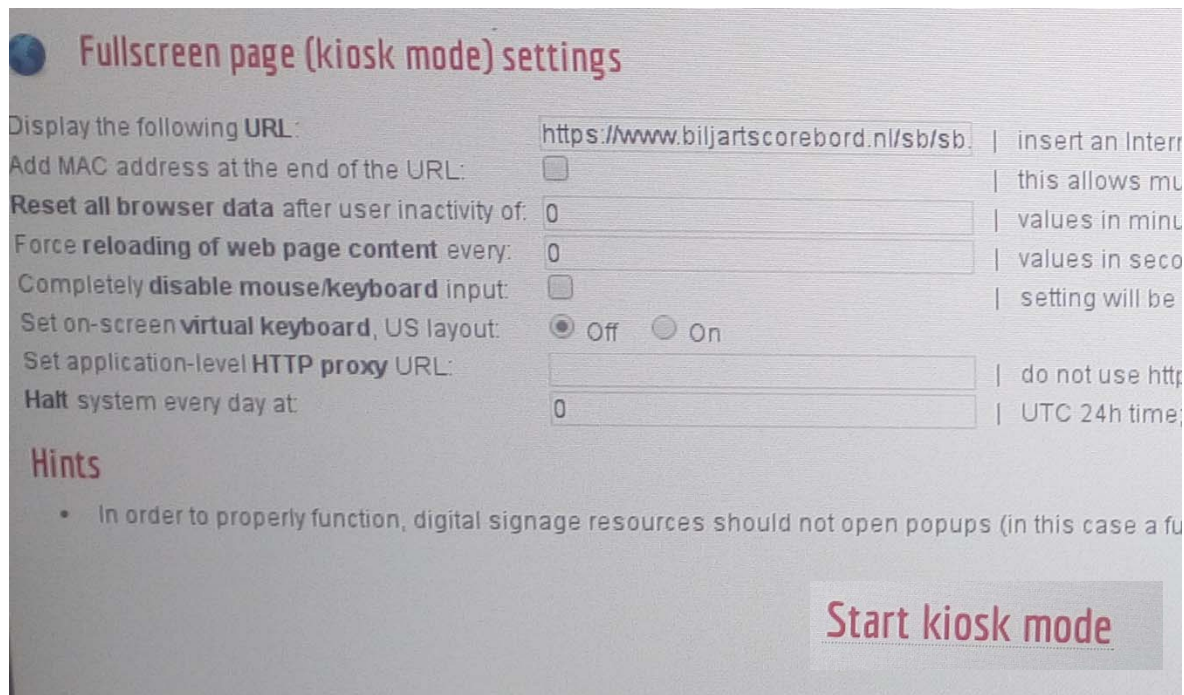 Fullscreen page (kiosk mode) settings
Display the following URL: https://www.biljartscorebord.nl/sb/sb. | insert an Intern
Add MAC address at the end of the URL: | this allows mu
Reset all browser data after user inactivity of: 0 | values in minu
Force reloading of web page content every: 0 | values in seco
Completely disable mouse/keyboard input: | setting will be
Set on-screen virtual keyboard, US layout: Off On
Set application-level HTTP proxy URL: | do not use http
Halt system every day at: 0 | UTC 24h time;
Hints
• In order to properly function, digital signage resources should not open popups (in this case a fu
Start kiosk mode